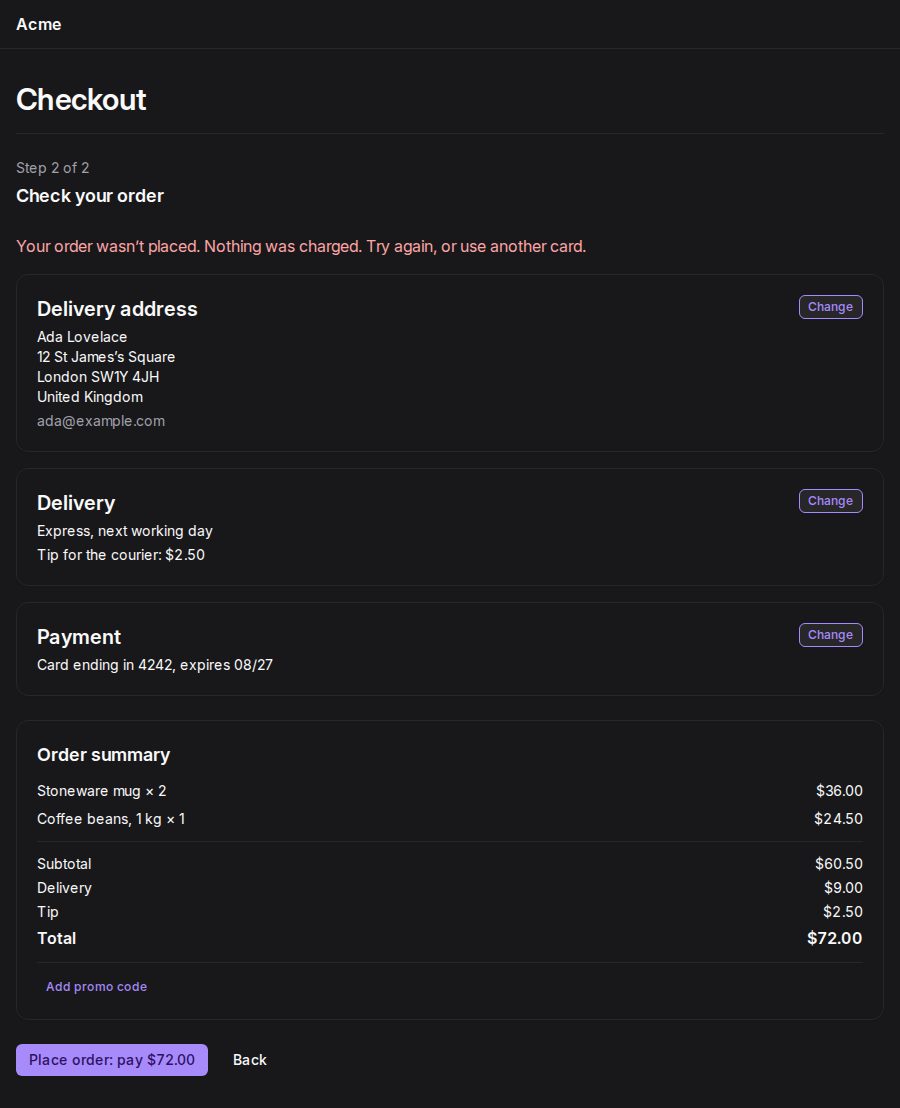 Acme
Checkout
Step 2 of 2
Check your order
Your order wasn’t placed. Nothing was charged. Try again, or use another card.
Delivery address
Change
Ada Lovelace
12 St James’s Square
London SW1Y 4JH
United Kingdom
ada@example.com
Delivery
Change
Express, next working day
Tip for the courier: $2.50
Payment
Change
Card ending in 4242, expires 08/27
Order summary
Stoneware mug × 2 $36.00
Coffee beans, 1 kg × 1 $24.50
Subtotal $60.50
Delivery $9.00
Tip $2.50
Total $72.00
Add promo code
Place order: pay $72.00 Back